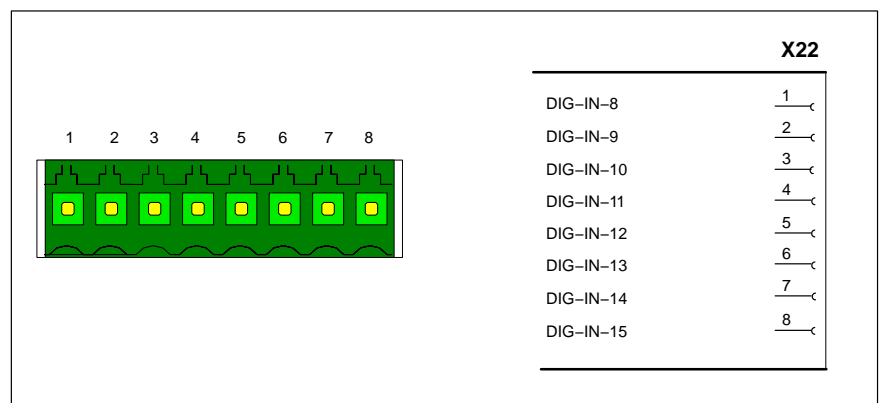 X22
1 2 3 4 5 6 7 8
DIG–IN–8 1
DIG–IN–9 2
DIG–IN–10 3
DIG–IN–11 4
DIG–IN–12 5
DIG–IN–13 6
DIG–IN–14 7
DIG–IN–15 8